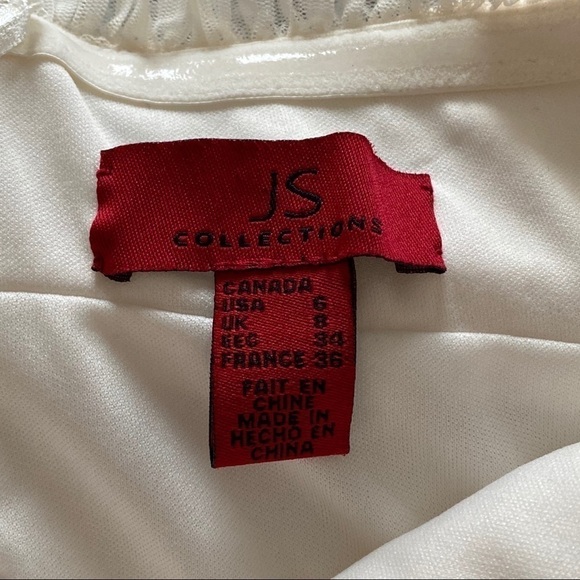 JS
COLLECTIONS
CANADA
USA 6
UK 8
EEC 34
FRANCE 36
FAIT EN
CHINE
MADE IN
HECHO EN
CHINA